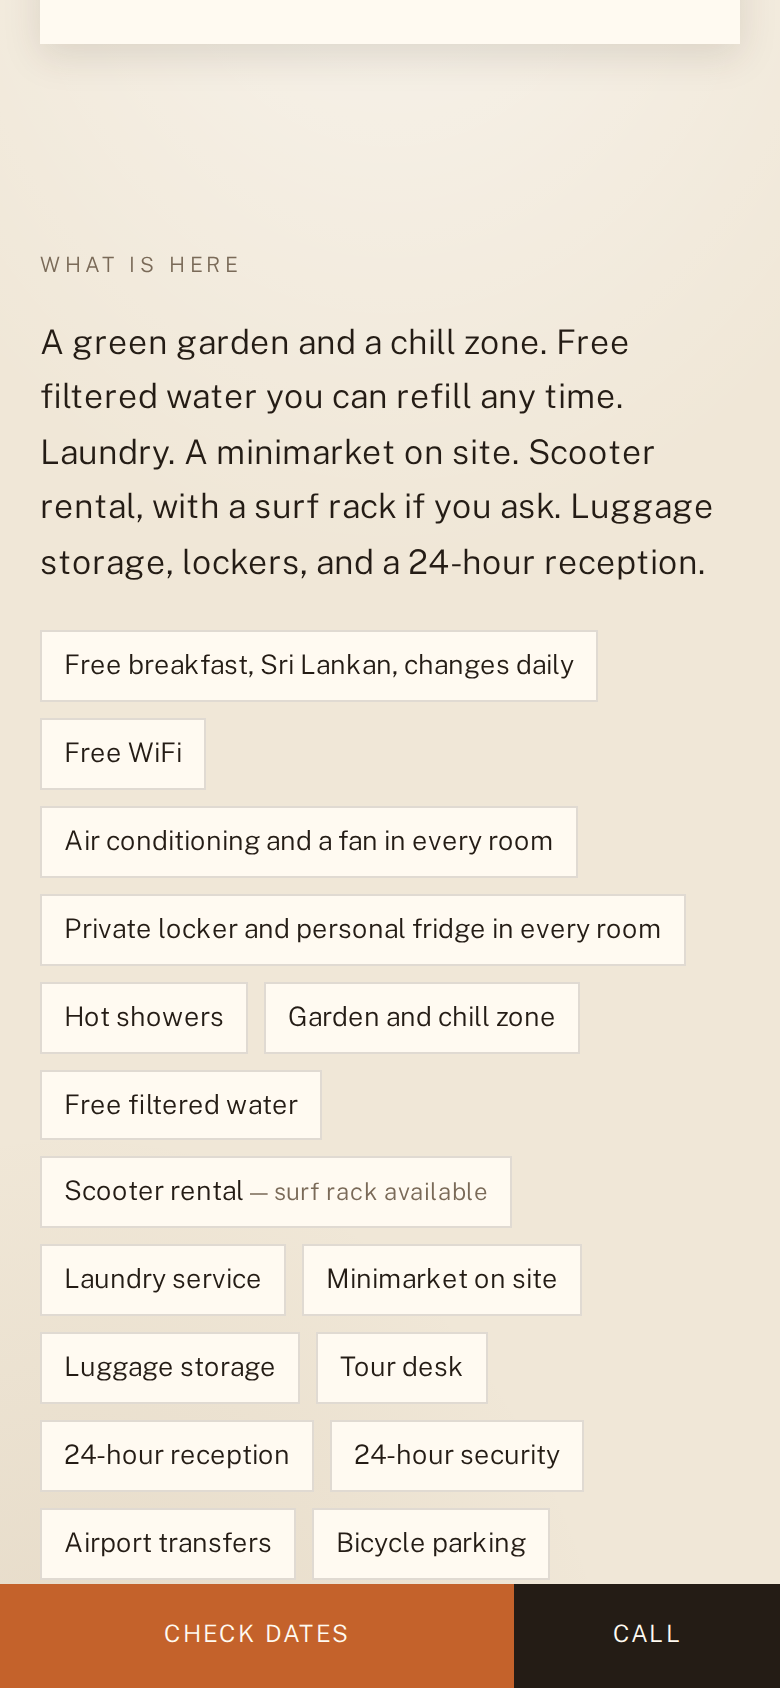 WHAT IS HERE
A green garden and a chill zone. Free
filtered water you can refill any time.
Laundry. A minimarket on site. Scooter
rental, with a surf rack if you ask. Luggage
storage, lockers, and a 24-hour reception.
Free breakfast, Sri Lankan, changes daily
Free WiFi
Air conditioning and a fan in every room
Private locker and personal fridge in every room
Hot showers Garden and chill zone
Free filtered water
Scooter rental — surf rack available
Laundry service Minimarket on site
Luggage storage Tour desk
24-hour reception 24-hour security
Airport transfers Bicycle parking
CHECK DATES CALL